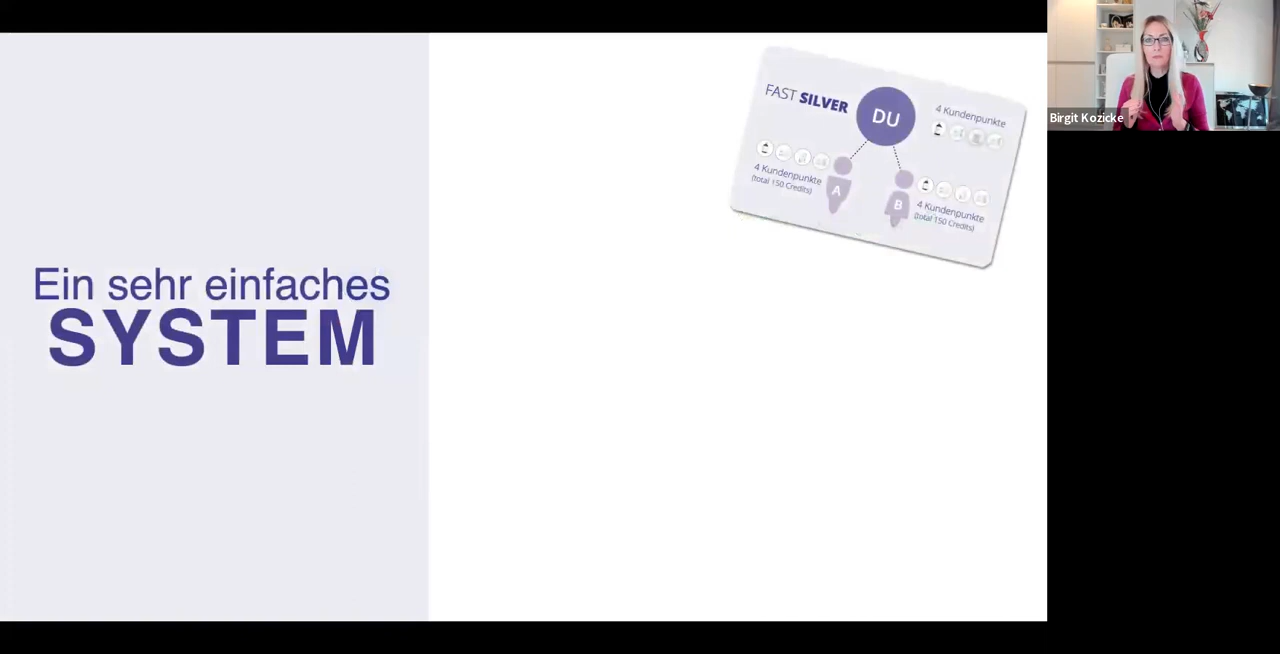 Ein sehr einfaches
SYSTEM
FAST SILVER
DU
4 Kundenpunkte
4 Kundenpunkte
(total 150 Credits)
A
B
4 Kundenpunkte
(total 150 Credits)
Birgit Kozicke